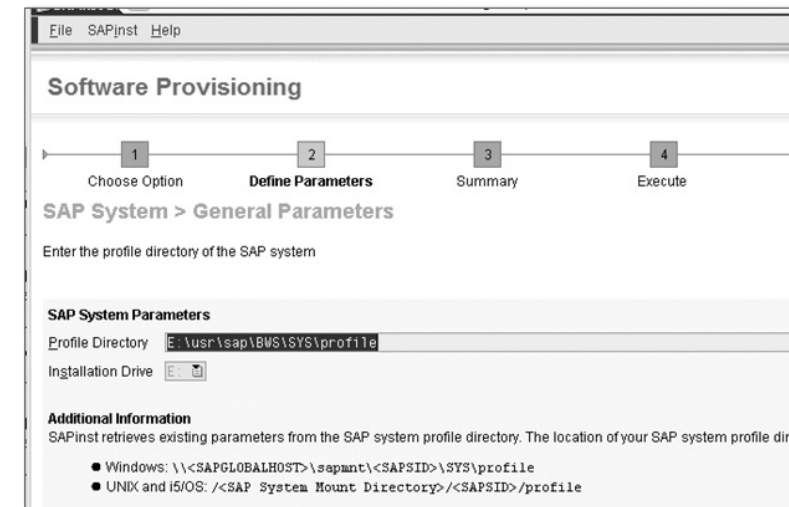 File SAPinst Help
Software Provisioning
1 2 3 4
Choose Option Define Parameters Summary Execute
SAP System > General Parameters
Enter the profile directory of the SAP system
SAP System Parameters
Profile Directory E:\usr\sap\BWS\SYS\profile
Installation Drive E:
Additional Information
SAPinst retrieves existing parameters from the SAP system profile directory. The location of your SAP system profile dir
● Windows: \\<SAPGLOBALHOST>\sapmnt\<SAPSID>\SYS\profile
● UNIX and i5/OS: /<SAP System Mount Directory>/<SAPSID>/profile